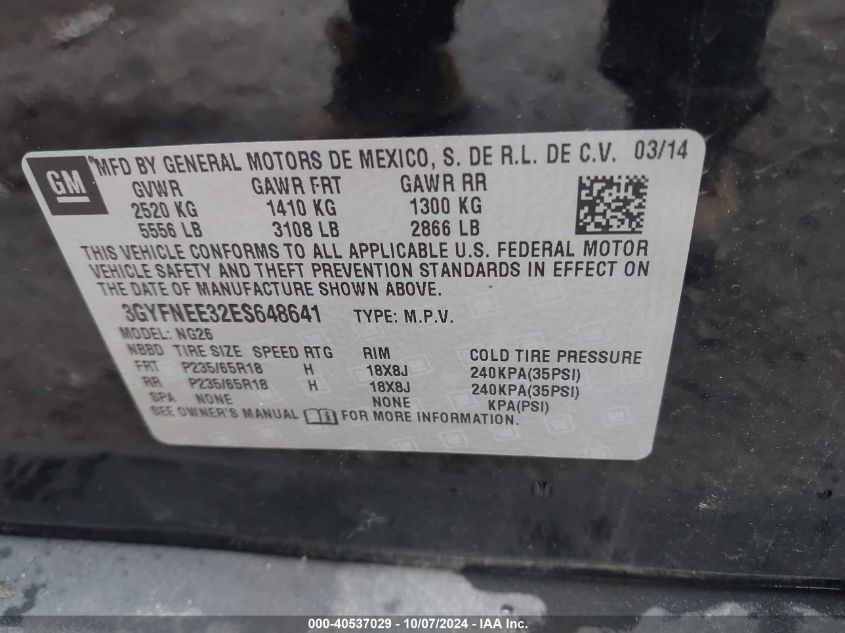 GM
MFD BY GENERAL MOTORS DE MEXICO, S. DE R.L. DE C.V. 03/14
GVWR GAWR FRT GAWR RR
2520 KG 1410 KG 1300 KG
5556 LB 3108 LB 2866 LB
THIS VEHICLE CONFORMS TO ALL APPLICABLE U.S. FEDERAL MOTOR
VEHICLE SAFETY AND THEFT PREVENTION STANDARDS IN EFFECT ON
THE DATE OF MANUFACTURE SHOWN ABOVE.
3GYFNEE32ES648641 TYPE: M.P.V.
MODEL: NG26
NBBD TIRE SIZE SPEED RTG RIM COLD TIRE PRESSURE
FRT P235/65R18 H 18X8J 240KPA(35PSI)
RR P235/65R18 H 18X8J 240KPA(35PSI)
SPA NONE NONE KPA(PSI)
SEE OWNER'S MANUAL FOR MORE INFORMATION.
000-40537029 - 10/07/2024 - IAA Inc.